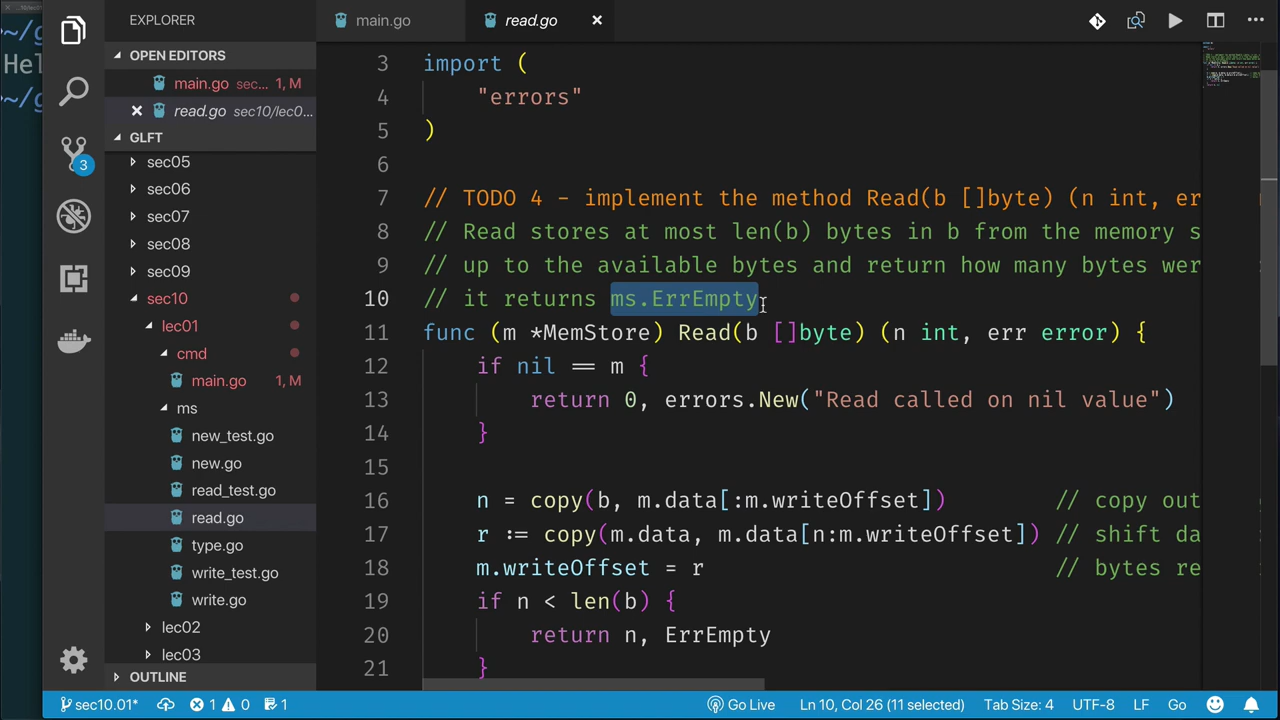 EXPLORER
OPEN EDITORS
main.go sec... 1, M
read.go sec10/lec0...
GLFT
sec05
sec06
sec07
sec08
sec09
sec10
lec01
cmd
main.go 1, M
ms
new_test.go
new.go
read_test.go
read.go
type.go
write_test.go
write.go
lec02
lec03
OUTLINE
3
~/g
Hel
~/g
main.go
read.go
3 import (
4 "errors"
5 )
6
7 // TODO 4 - implement the method Read(b []byte) (n int, er
8 // Read stores at most len(b) bytes in b from the memory s
9 // up to the available bytes and return how many bytes wer
10 // it returns ms.ErrEmpty
11 func (m *MemStore) Read(b []byte) (n int, err error) {
12 if nil == m {
13 return 0, errors.New("Read called on nil value")
14 }
15
16 n = copy(b, m.data[:m.writeOffset]) // copy out
17 r := copy(m.data, m.data[n:m.writeOffset]) // shift da
18 m.writeOffset = r // bytes re
19 if n < len(b) {
20 return n, ErrEmpty
21 }
sec10.01* 1 0 1 Go Live Ln 10, Col 26 (11 selected) Tab Size: 4 UTF-8 LF Go